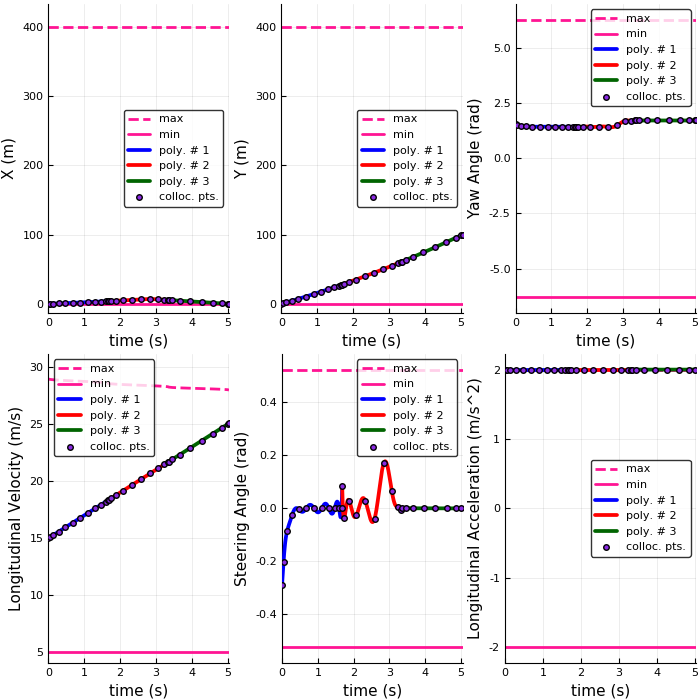 X (m)
400
300
200
100
0
max
min
poly. # 1
poly. # 2
poly. # 3
colloc. pts.
0 1 2 3 4 5
time (s)
Y (m)
400
300
200
100
0
max
min
poly. # 1
poly. # 2
poly. # 3
colloc. pts.
0 1 2 3 4 5
time (s)
Yaw Angle (rad)
5.0
2.5
0.0
-2.5
-5.0
max
min
poly. # 1
poly. # 2
poly. # 3
colloc. pts.
0 1 2 3 4 5
time (s)
Longitudinal Velocity (m/s)
30
25
20
15
10
5
max
min
poly. # 1
poly. # 2
poly. # 3
colloc. pts.
0 1 2 3 4 5
time (s)
Steering Angle (rad)
0.4
0.2
0.0
-0.2
-0.4
max
min
poly. # 1
poly. # 2
poly. # 3
colloc. pts.
0 1 2 3 4 5
time (s)
Longitudinal Acceleration (m/s^2)
2
1
0
-1
-2
max
min
poly. # 1
poly. # 2
poly. # 3
colloc. pts.
0 1 2 3 4 5
time (s)